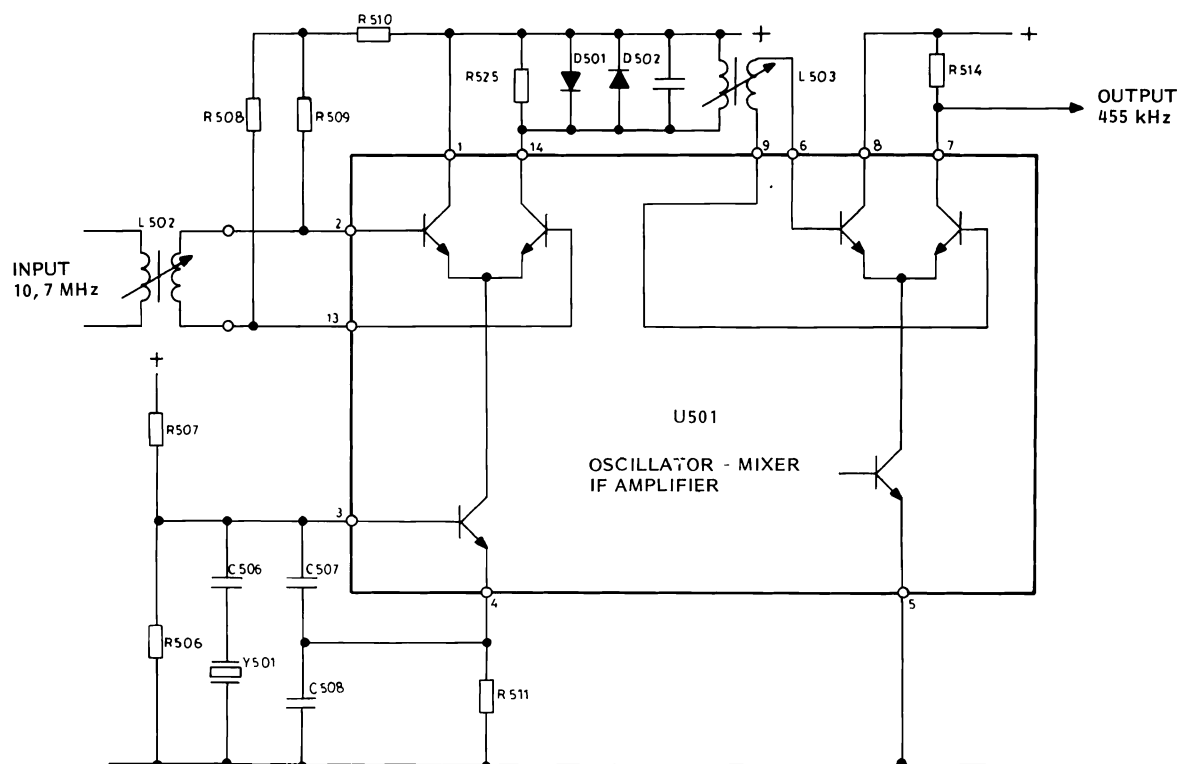 R510
+
+
D501
D502
R525
L503
R514
OUTPUT
455 kHz
R508
R509
1
14
9
6
8
7
L502
2
INPUT
10,7 MHz
13
+
R507
U501
OSCILLATOR - MIXER
IF AMPLIFIER
3
C506
C507
4
5
R506
Y501
C508
R511